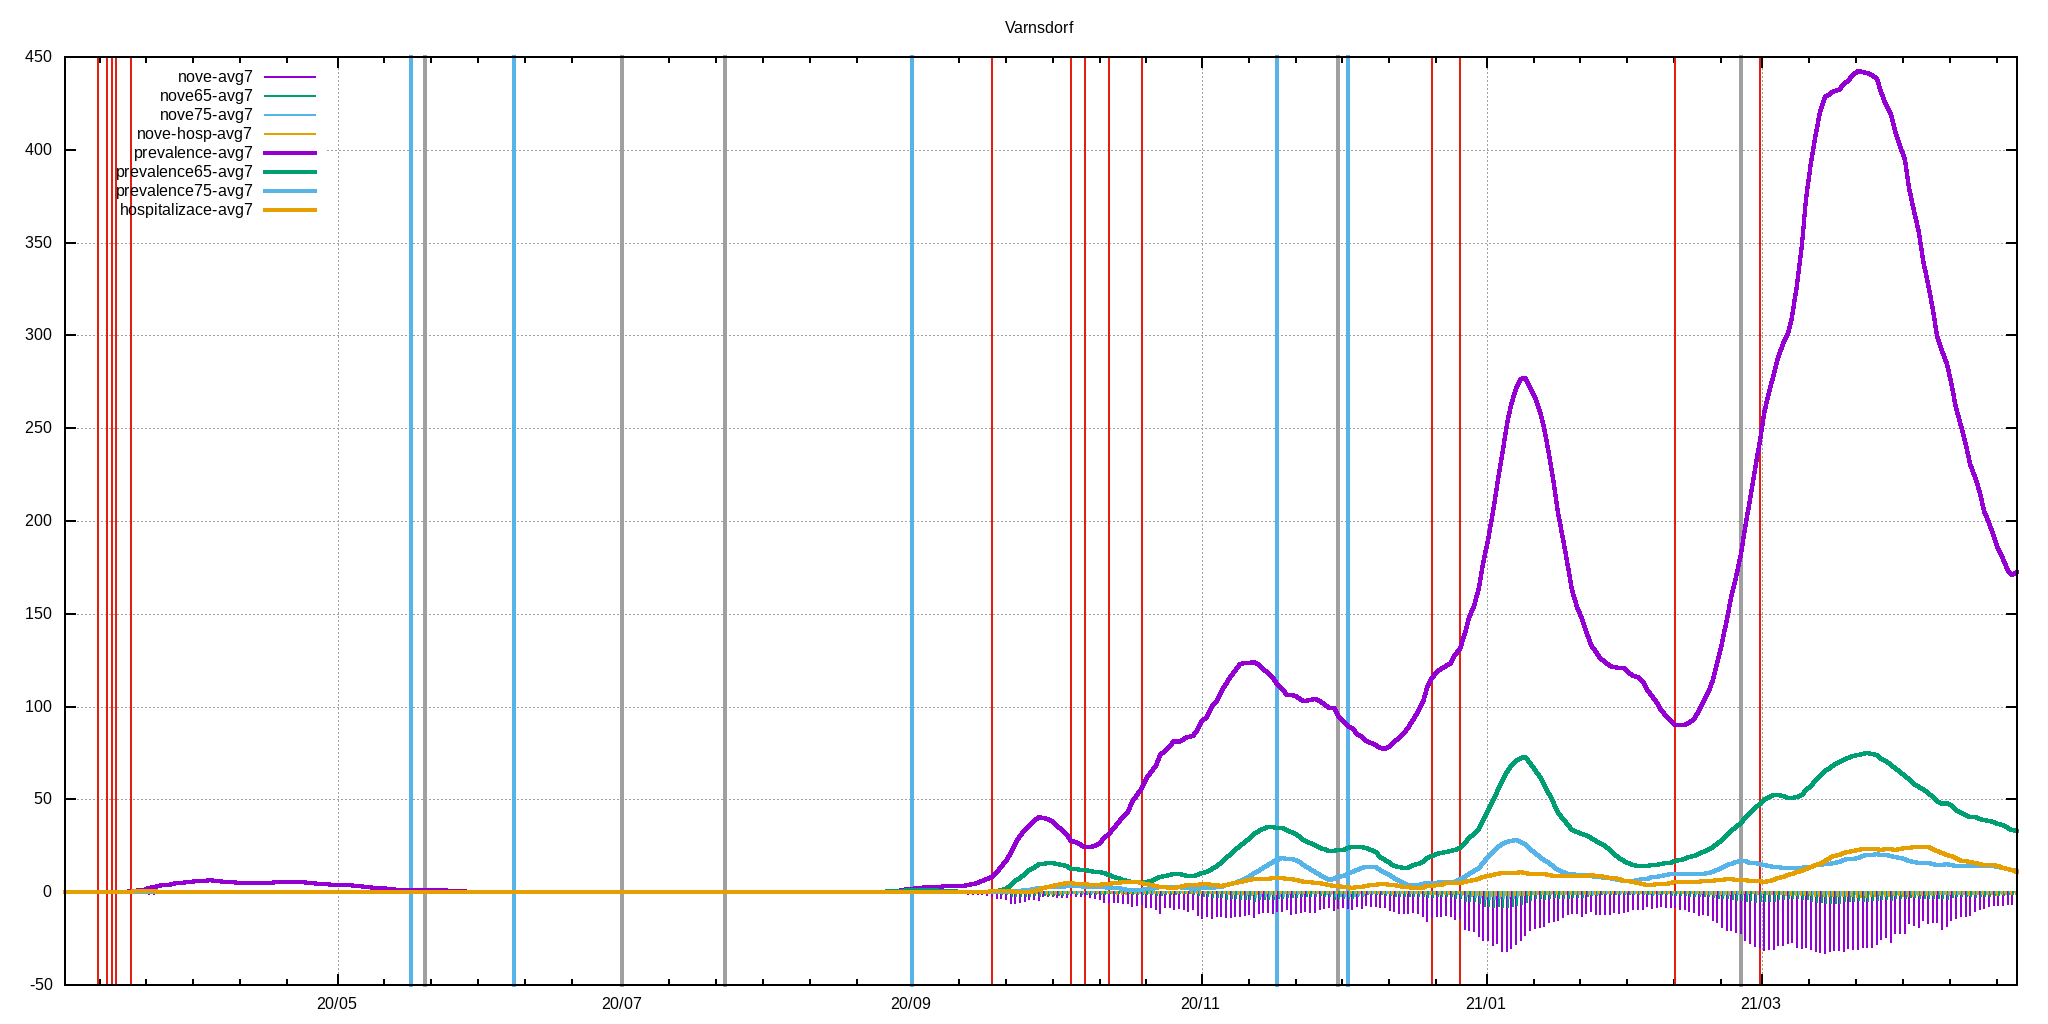 Varnsdorf
450
400
350
300
250
200
150
100
50
0
-50
nove-avg7
nove65-avg7
nove75-avg7
nove-hosp-avg7
prevalence-avg7
prevalence65-avg7
prevalence75-avg7
hospitalizace-avg7
20/05 20/07 20/09 20/11 21/01 21/03